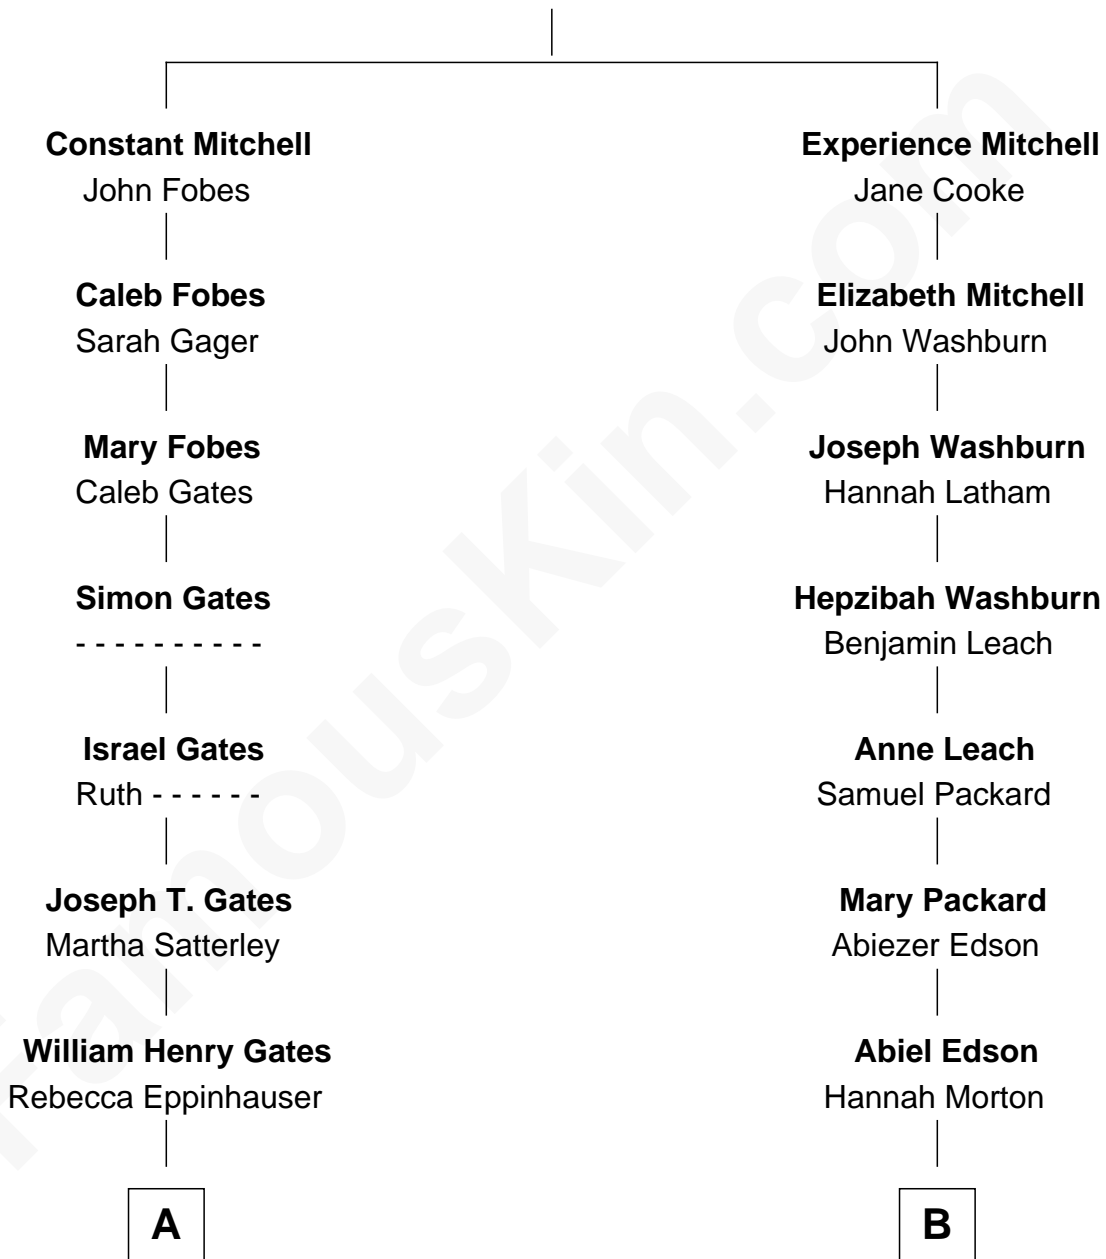 Constant Mitchell
John Fobes
Caleb Fobes
Sarah Gager
Mary Fobes
Caleb Gates
Simon Gates
- - - - - - - - - -
Israel Gates
Ruth - - - - - -
Joseph T. Gates
Martha Satterley
William Henry Gates
Rebecca Eppinhauser
A
Experience Mitchell
Jane Cooke
Elizabeth Mitchell
John Washburn
Joseph Washburn
Hannah Latham
Hepzibah Washburn
Benjamin Leach
Anne Leach
Samuel Packard
Mary Packard
Abiezer Edson
Abiel Edson
Hannah Morton
B
FamousKin.com